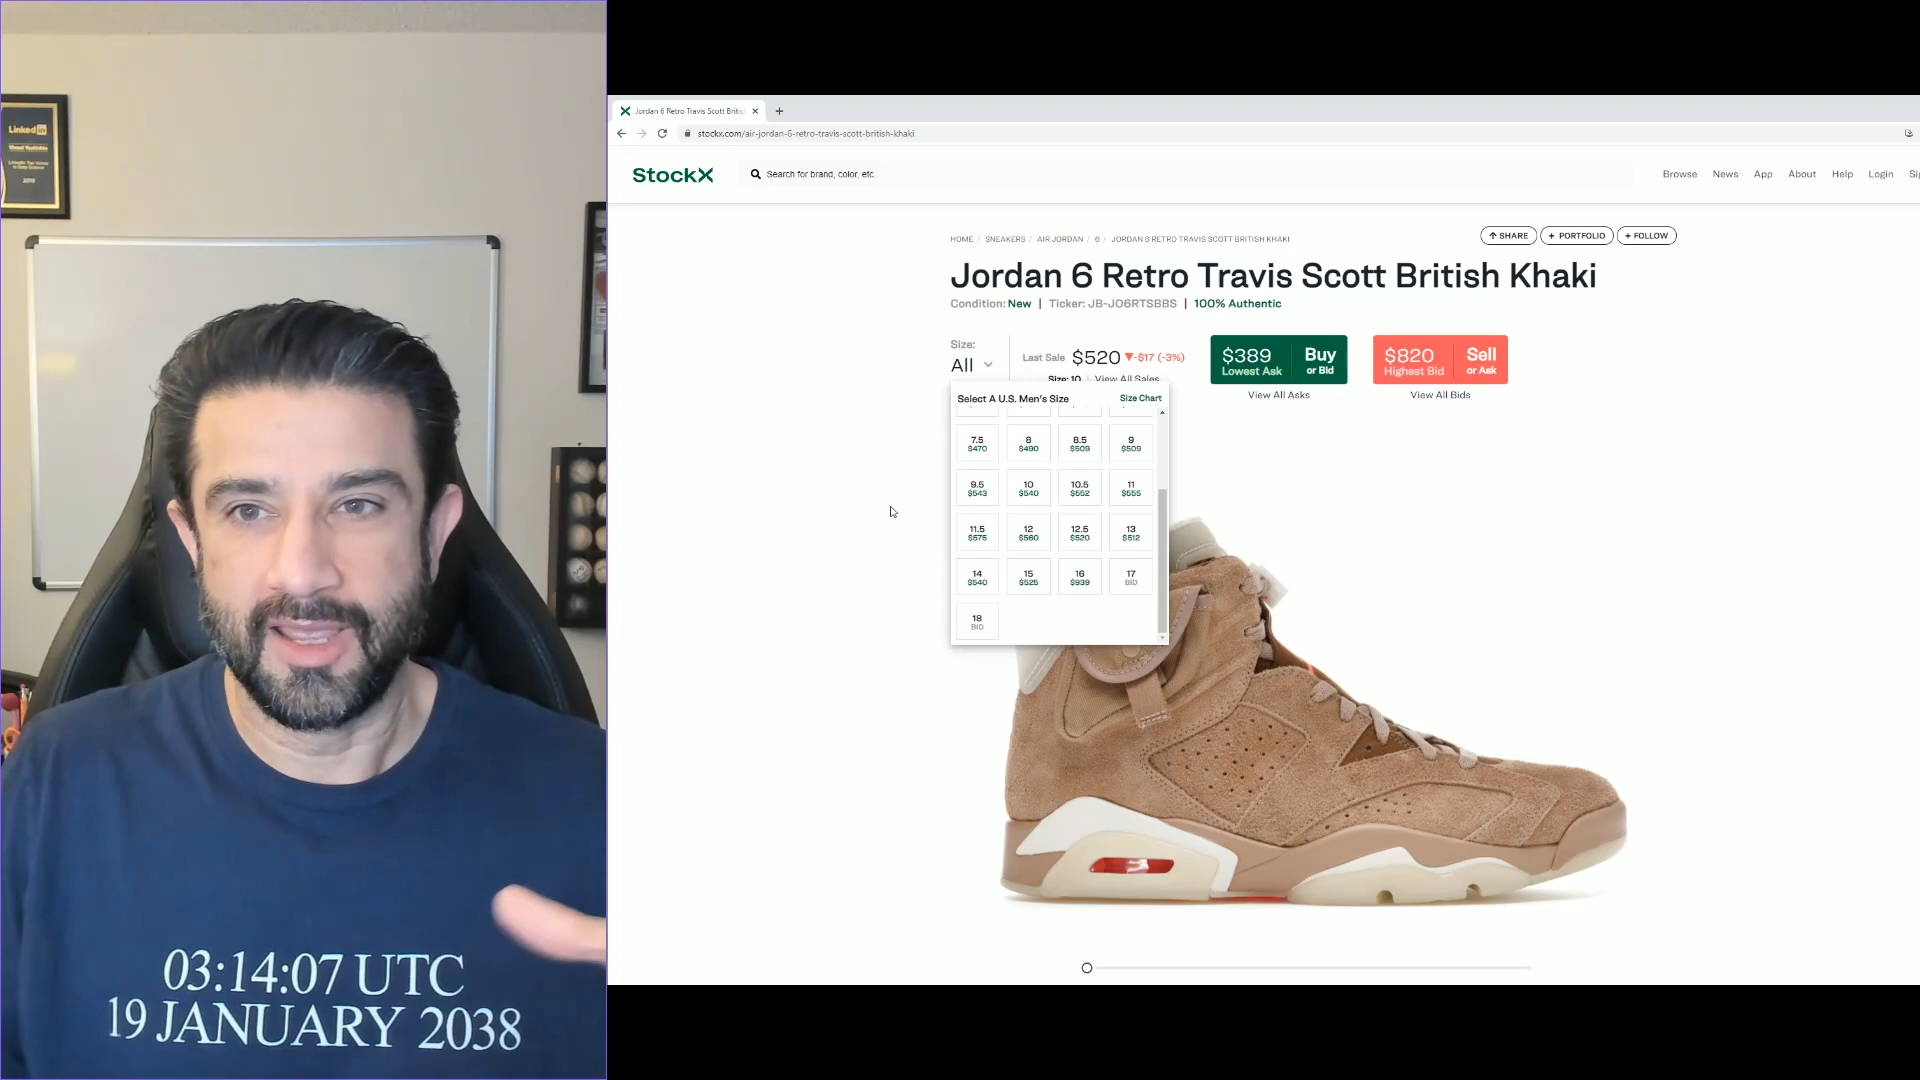 Linked in
2019
03:14:07 UTC
19 JANUARY 2038
Jordan 6 Retro Travis Scott Britis
stockx.com/air-jordan-6-retro-travis-scott-british-khaki
StockX
Search for brand, color, etc.
Browse
News
App
About
Help
Login
HOME / SNEAKERS / AIR JORDAN / 6 / JORDAN 6 RETRO TRAVIS SCOTT BRITISH KHAKI
SHARE
+ PORTFOLIO
+ FOLLOW
Jordan 6 Retro Travis Scott British Khaki
Condition: New | Ticker: JB-JO6RTSBBS | 100% Authentic
Size:
All
Last Sale $520 ▼-$17 (-3%)
Size: 10 | View All Sales
$389 Buy
Lowest Ask or Bid
View All Asks
$820 Sell
Highest Bid or Ask
View All Bids
Select A U.S. Men's Size Size Chart
7.5 8 8.5 9
$470 $490 $509 $509
9.5 10 10.5 11
$543 $540 $552 $555
11.5 12 12.5 13
$575 $560 $520 $512
14 15 16 17
$540 $525 $939 BID
18
BID